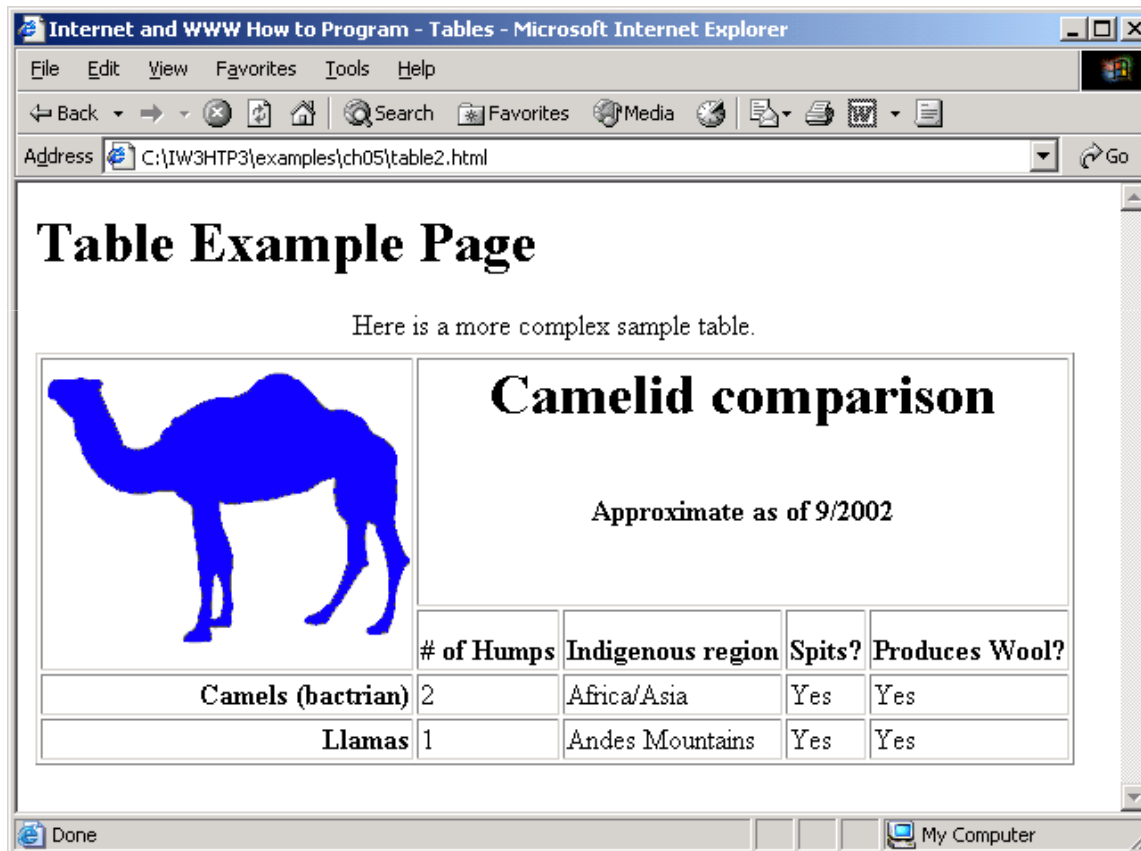 Internet and WWW How to Program - Tables - Microsoft Internet Explorer
File Edit View Favorites Tools Help
Back Search Favorites Media
Address C:\IW3HTP3\examples\ch05\table2.html Go
Table Example Page
Here is a more complex sample table.
Camelid comparison
Approximate as of 9/2002
# of Humps Indigenous region Spits? Produces Wool?
Camels (bactrian) 2 Africa/Asia Yes Yes
Llamas 1 Andes Mountains Yes Yes
Done My Computer